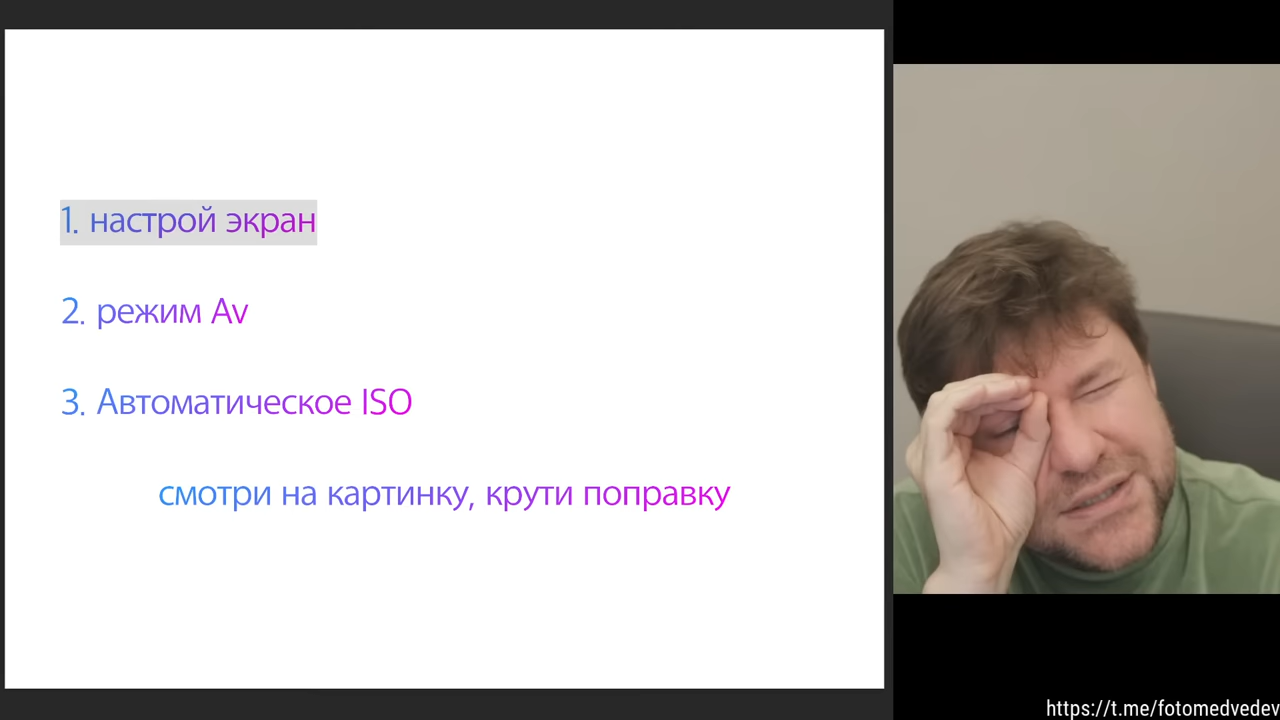 1. настрой экран
2. режим Av
3. Автоматическое ISO
смотри на картинку, крути поправку
https://t.me/fotomedvedev